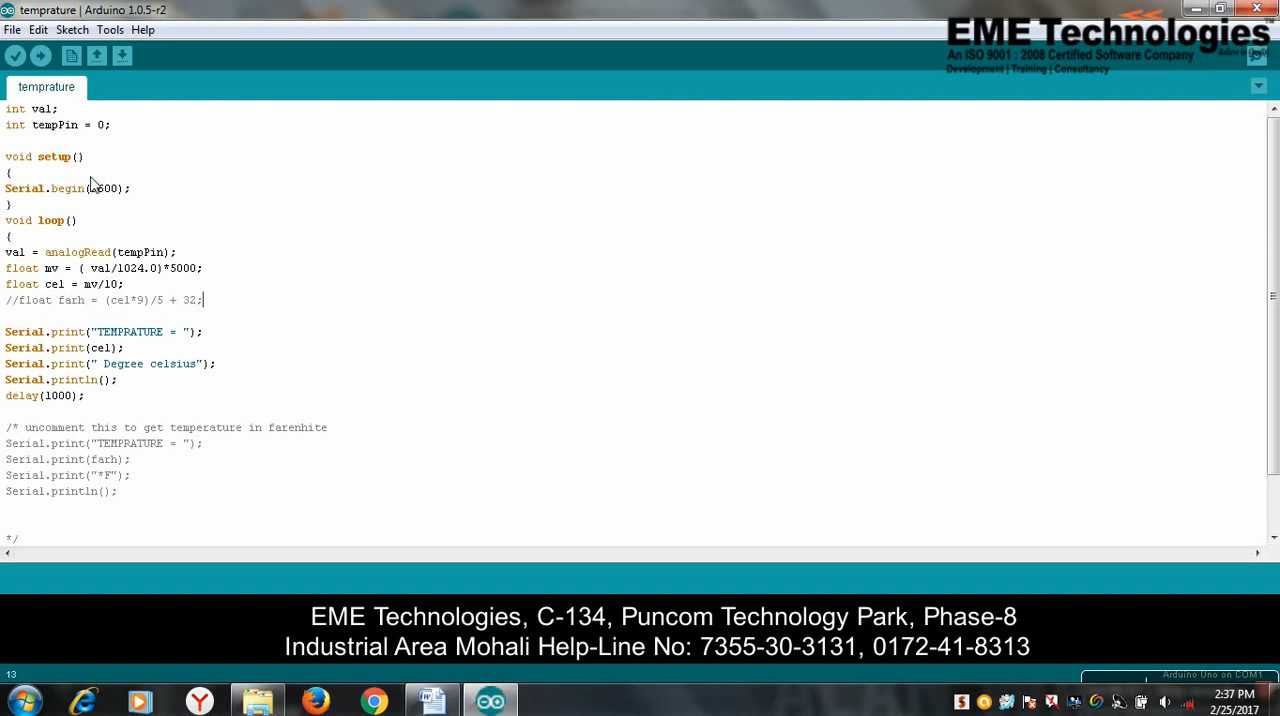 temprature | Arduino 1.0.5-r2
File Edit Sketch Tools Help
EME Technologies
An ISO 9001 : 2008 Certified Software Company
Development | Training | Consultancy
temprature
int val;
int tempPin = 0;
void setup()
{
Serial.begin( 600);
}
void loop()
{
val = analogRead(tempPin);
float mv = ( val/1024.0)*5000;
float cel = mv/10;
//float farh = (cel*9)/5 + 32;
Serial.print("TEMPRATURE = ");
Serial.print(cel);
Serial.print(" Degree celsius");
Serial.println();
delay(1000);
/* uncomment this to get temperature in farenhite
Serial.print("TEMPRATURE = ");
Serial.print(farh);
Serial.print("*F");
Serial.println();
*/
EME Technologies, C-134, Puncom Technology Park, Phase-8
Industrial Area Mohali Help-Line No: 7355-30-3131, 0172-41-8313
13
Arduino Uno on COM1
2:37 PM
2/25/2017